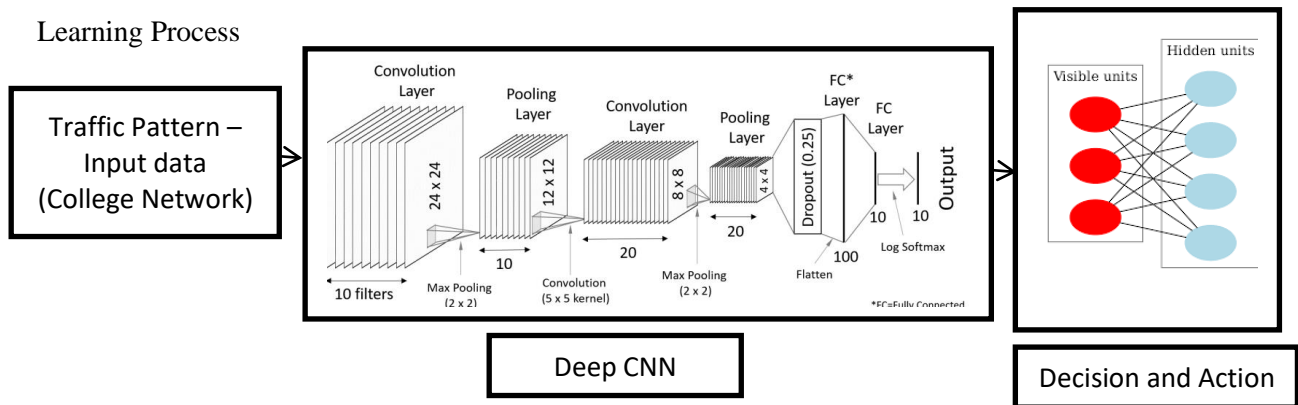 Learning Process
Traffic Pattern –
Input data
(College Network)
Convolution
Layer
24 x 24
10 filters
Max Pooling
(2 x 2)
Pooling
Layer
12 x 12
10
Convolution
(5 x 5 kernel)
Convolution
Layer
8 x 8
20
Max Pooling
(2 x 2)
Pooling
Layer
4 x 4
20
Dropout (0.25)
Flatten
FC*
Layer
100
FC
Layer
10
Log Softmax
10
Output
*FC=Fully Connected
Deep CNN
Visible units
Hidden units
Decision and Action